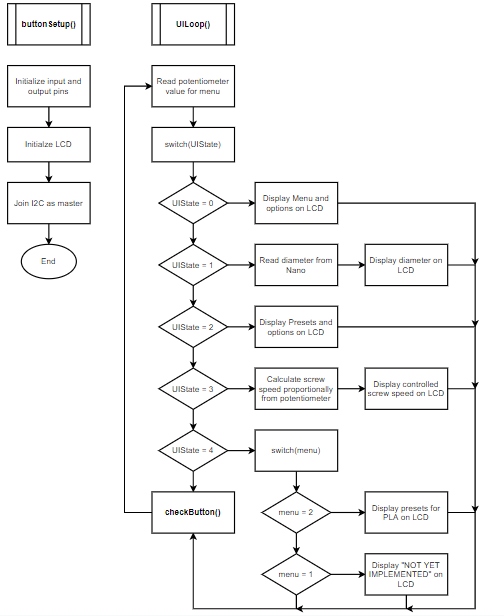 buttonSetup()
Initialize input and
output pins
Initialze LCD
Join I2C as master
End
UILoop()
Read potentiometer
value for menu
switch(UIState)
UIState = 0
Display Menu and
options on LCD
UIState = 1
Read diameter from
Nano
Display diameter on
LCD
UIState = 2
Display Presets and
options on LCD
UIState = 3
Calculate screw
speed proportionally
from potentiometer
Display controlled
screw speed on LCD
UIState = 4
switch(menu)
checkButton()
menu = 2
Display presets for
PLA on LCD
menu = 1
Display "NOT YET
IMPLEMENTED" on
LCD